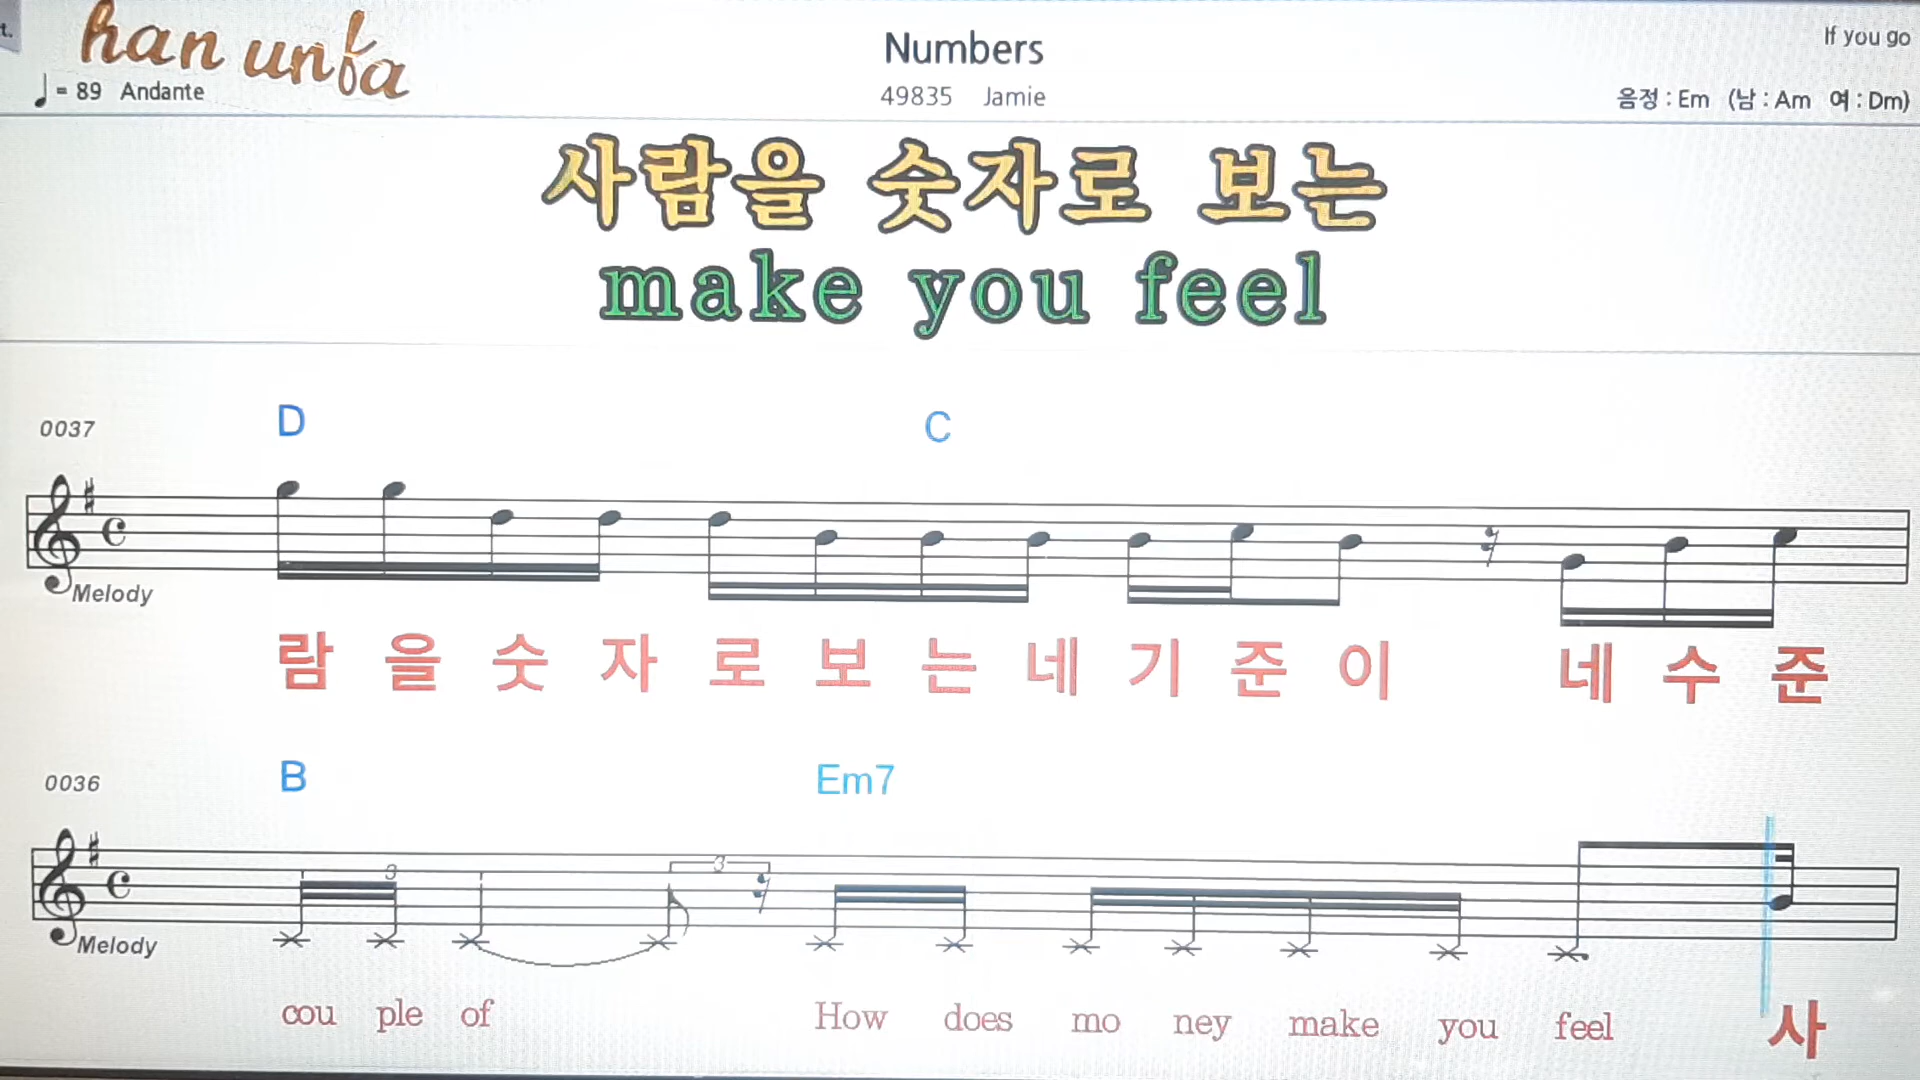 t.
han unfa
Numbers
If you go
= 89 Andante
49835 Jamie
음정 : Em (남 : Am 여 : Dm)
사람을 숫자로 보는
make you feel
D C
0037
Melody
람 을 숫 자 로 보 는 네 기 준 이 네 수 준
B Em7
0036
3 3
Melody
cou ple of How does mo ney make you feel 사